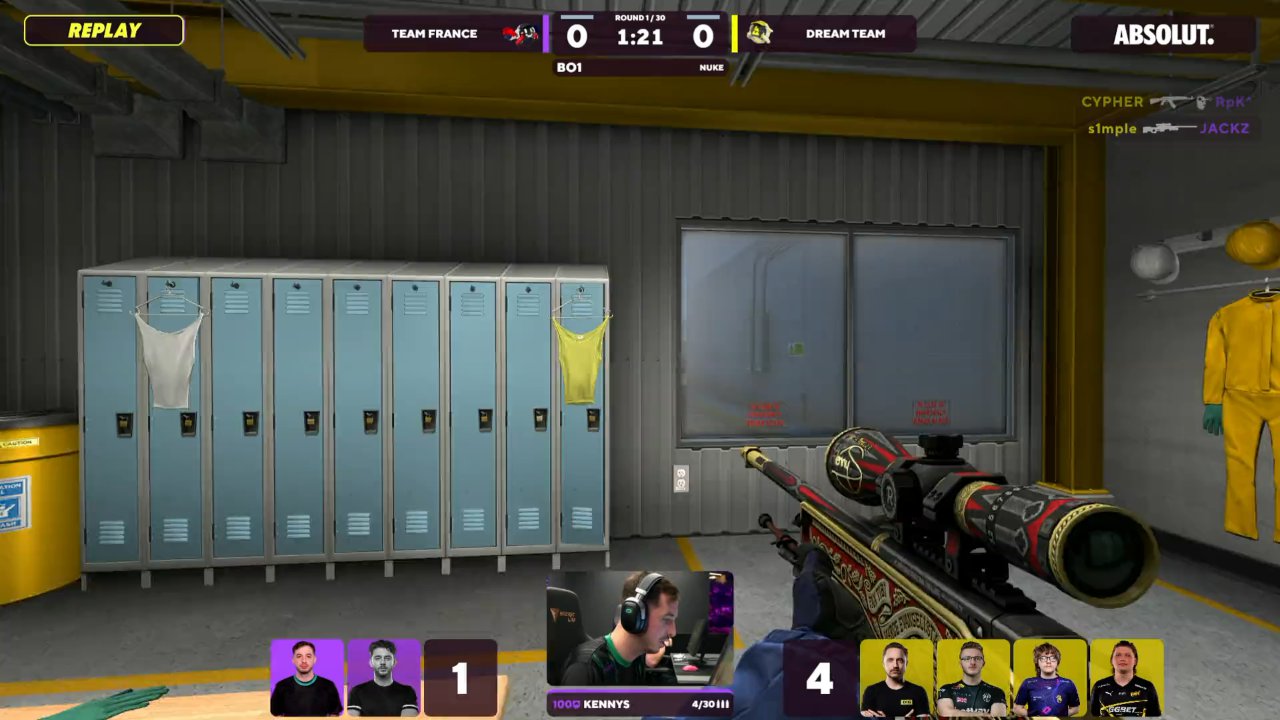 REPLAY
TEAM FRANCE
0
ROUND 1 / 30
1:21
0
DREAM TEAM
ABSOLUT.
BO1
NUKE
CYPHER RpK*
s1mple JACKZ
CAUTION
1
100 KENNYS 4/30
4